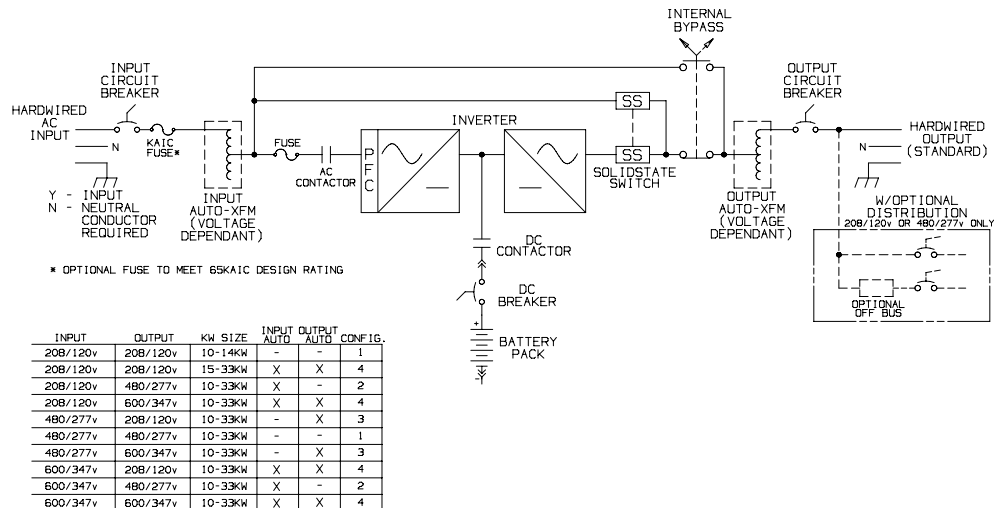 INTERNAL
BYPASS
INPUT
CIRCUIT
BREAKER
OUTPUT
CIRCUIT
BREAKER
HARDWIRED
AC
INPUT
N
KAIC
FUSE*
FUSE
AC
CONTACTOR
PFC
INVERTER
SS
SS
SOLIDSTATE
SWITCH
HARDWIRED
OUTPUT
(STANDARD)
N
Y - INPUT
N - NEUTRAL
CONDUCTOR
REQUIRED
INPUT
AUTO-XFM
(VOLTAGE
DEPENDANT)
OUTPUT
AUTO-XFM
(VOLTAGE
DEPENDANT)
W/OPTIONAL
DISTRIBUTION
208/120v OR 480/277v ONLY
OPTIONAL
OFF BUS
DC
CONTACTOR
DC
BREAKER
+
BATTERY
PACK
-
* OPTIONAL FUSE TO MEET 65KAIC DESIGN RATING
INPUT OUTPUT KW SIZE INPUT AUTO OUTPUT AUTO CONFIG.
208/120v 208/120v 10-14KW - - 1
208/120v 208/120v 15-33KW X X 4
208/120v 480/277v 10-33KW X - 2
208/120v 600/347v 10-33KW X X 4
480/277v 208/120v 10-33KW - X 3
480/277v 480/277v 10-33KW - - 1
480/277v 600/347v 10-33KW - X 3
600/347v 208/120v 10-33KW X X 4
600/347v 480/277v 10-33KW X - 2
600/347v 600/347v 10-33KW X X 4